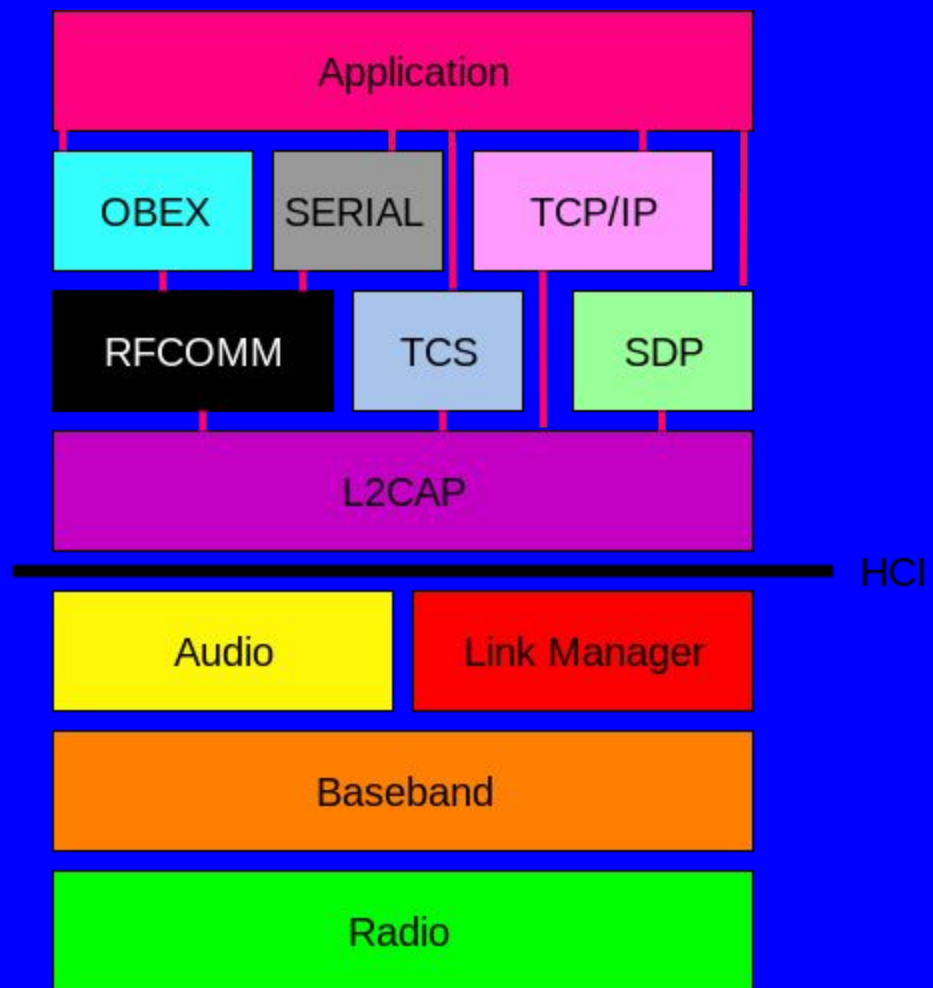 Application
OBEX
SERIAL
TCP/IP
RFCOMM
TCS
SDP
L2CAP
HCI
Audio
Link Manager
Baseband
Radio